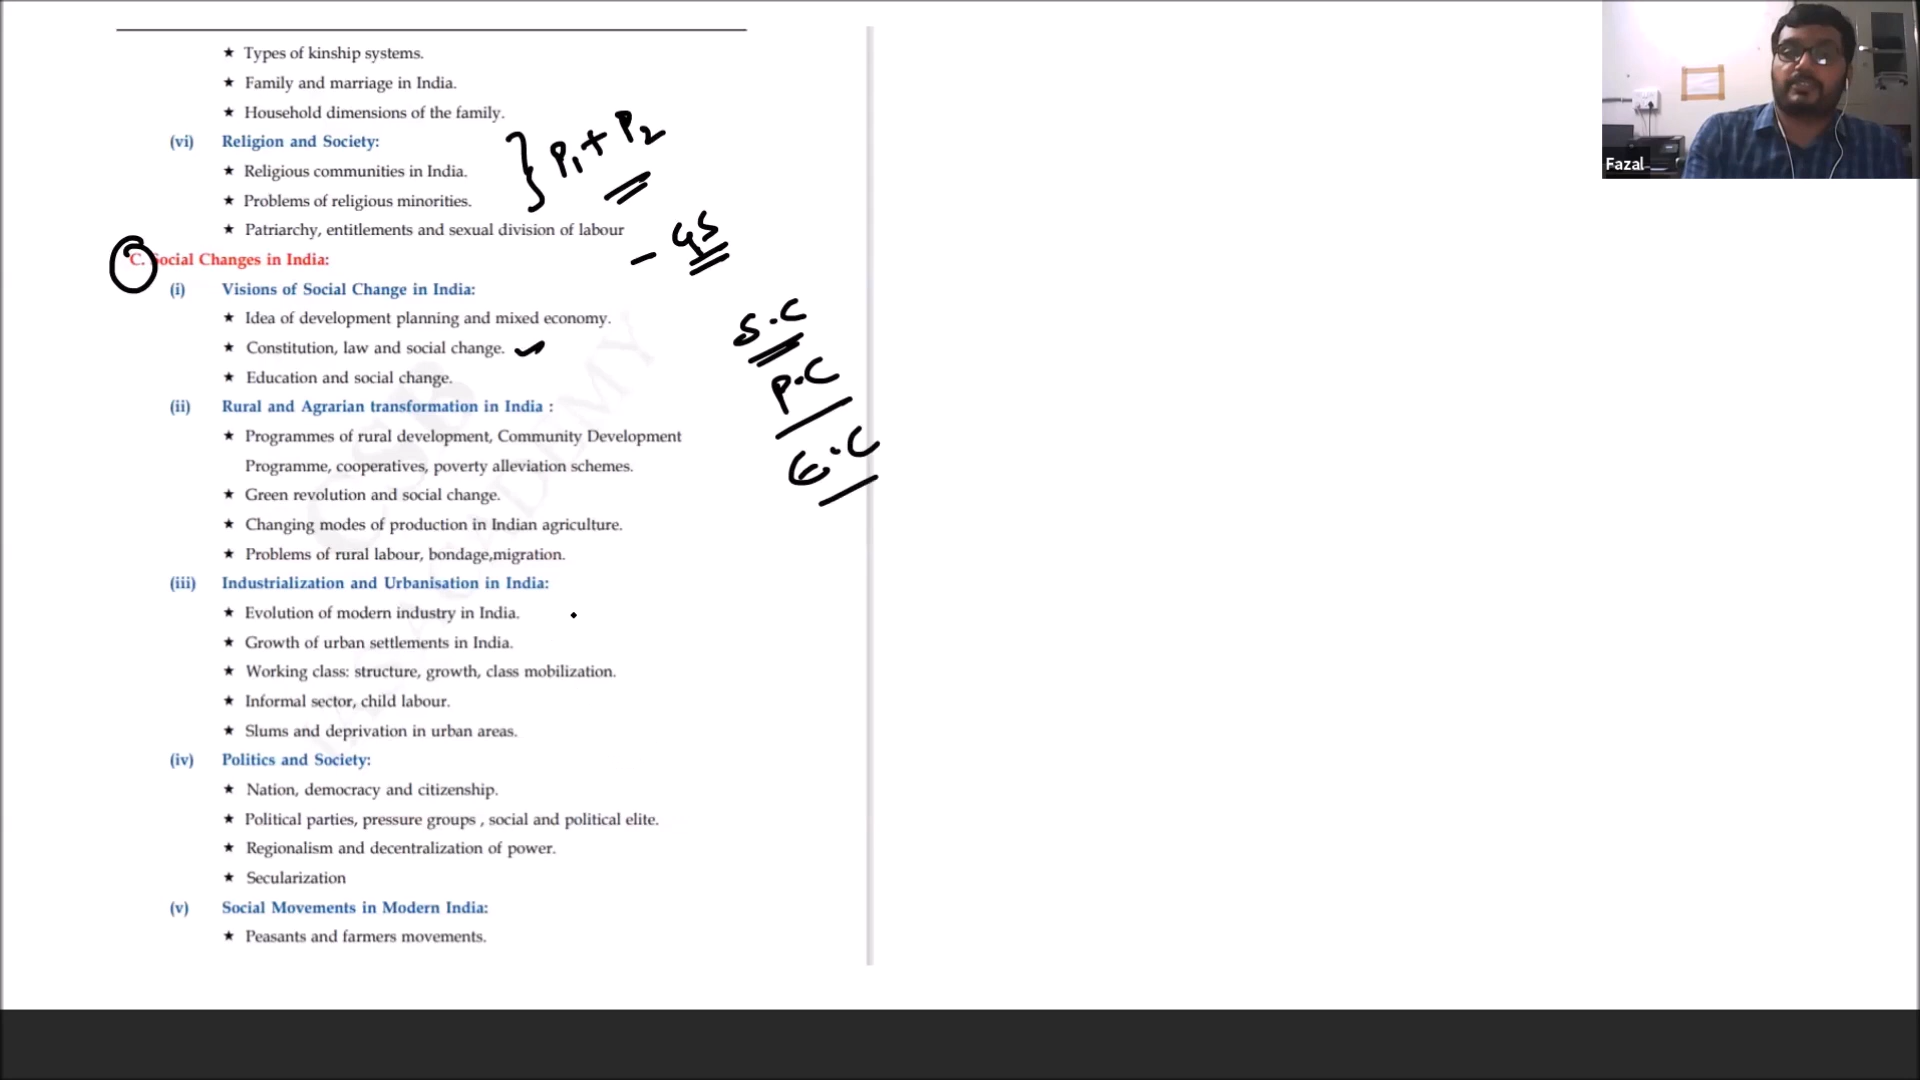 ★ Types of kinship systems.
★ Family and marriage in India.
★ Household dimensions of the family.
(vi) Religion and Society:
★ Religious communities in India.
★ Problems of religious minorities.
} P1 + P2
★ Patriarchy, entitlements and sexual division of labour
- GS
C. Social Changes in India:
(i) Visions of Social Change in India:
★ Idea of development planning and mixed economy.
★ Constitution, law and social change.
★ Education and social change.
S.C
P.C
E.C
(ii) Rural and Agrarian transformation in India :
★ Programmes of rural development, Community Development
Programme, cooperatives, poverty alleviation schemes.
★ Green revolution and social change.
★ Changing modes of production in Indian agriculture.
★ Problems of rural labour, bondage,migration.
(iii) Industrialization and Urbanisation in India:
★ Evolution of modern industry in India.
★ Growth of urban settlements in India.
★ Working class: structure, growth, class mobilization.
★ Informal sector, child labour.
★ Slums and deprivation in urban areas.
(iv) Politics and Society:
★ Nation, democracy and citizenship.
★ Political parties, pressure groups , social and political elite.
★ Regionalism and decentralization of power.
★ Secularization
(v) Social Movements in Modern India:
★ Peasants and farmers movements.
Fazal